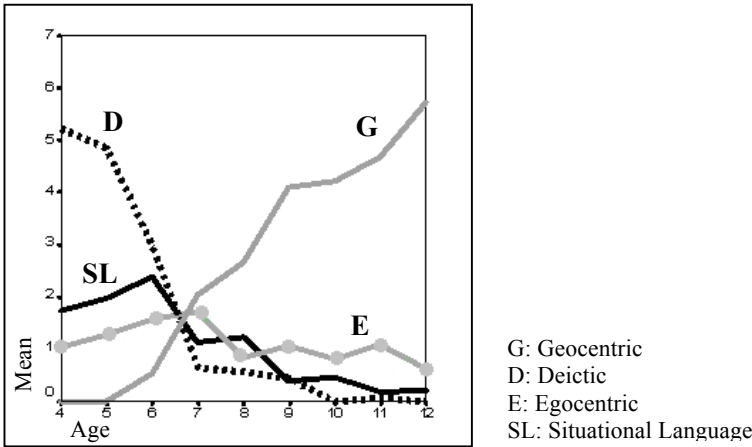 7
6
D
G
5
4
3
SL
2
E
1
0
Mean
4 5 6 7 8 9 10 11 12
Age
G: Geocentric
D: Deictic
E: Egocentric
SL: Situational Language